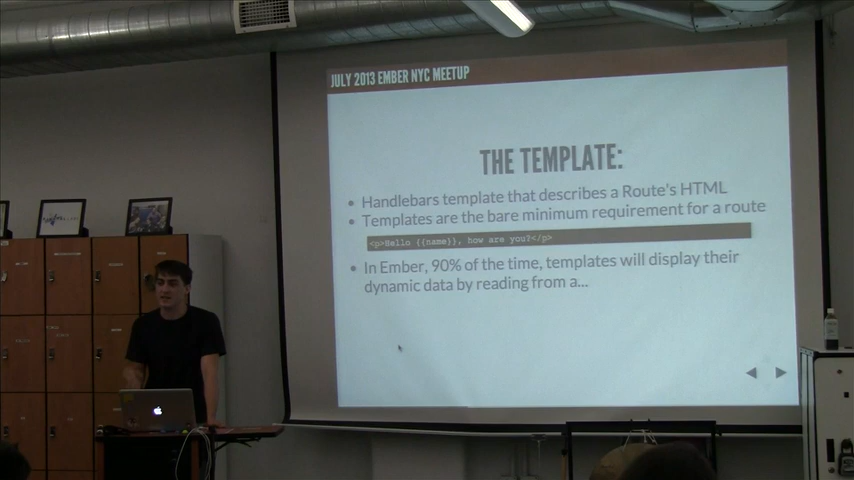 JULY 2013 EMBER NYC MEETUP
THE TEMPLATE:
• Handlebars template that describes a Route's HTML
• Templates are the bare minimum requirement for a route
<p>Hello {{name}}, how are you?</p>
• In Ember, 90% of the time, templates will display their
dynamic data by reading from a...